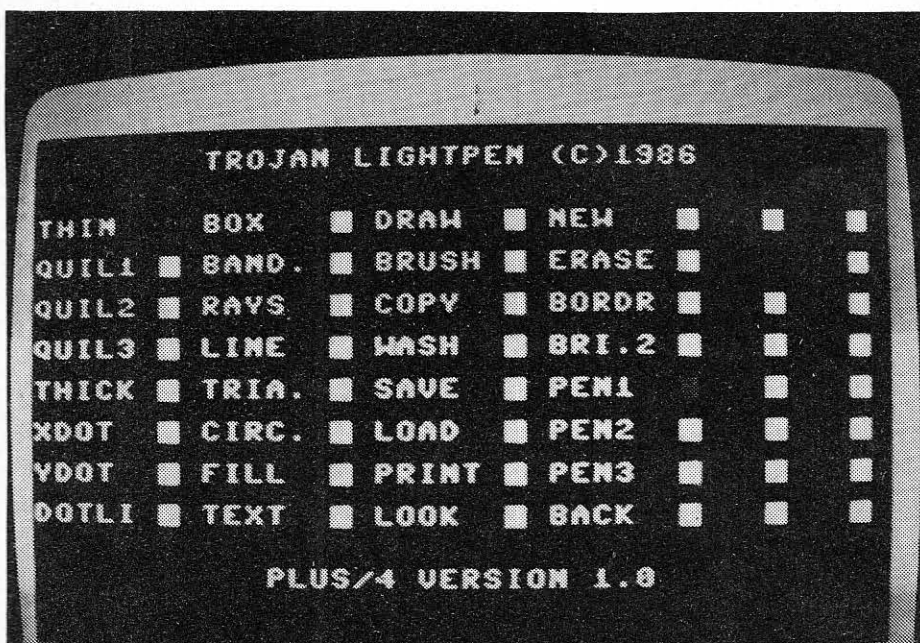 TROJAN LIGHTPEN (C)1986
THIN BOX DRAW NEW
QUIL1 BAND. BRUSH ERASE
QUIL2 RAYS COPY BORDR
QUIL3 LINE WASH BRI.2
THICK TRIA. SAVE PEN1
XDOT CIRC. LOAD PEN2
YDOT FILL PRINT PEN3
DOTLI TEXT LOOK BACK
PLUS/4 VERSION 1.0